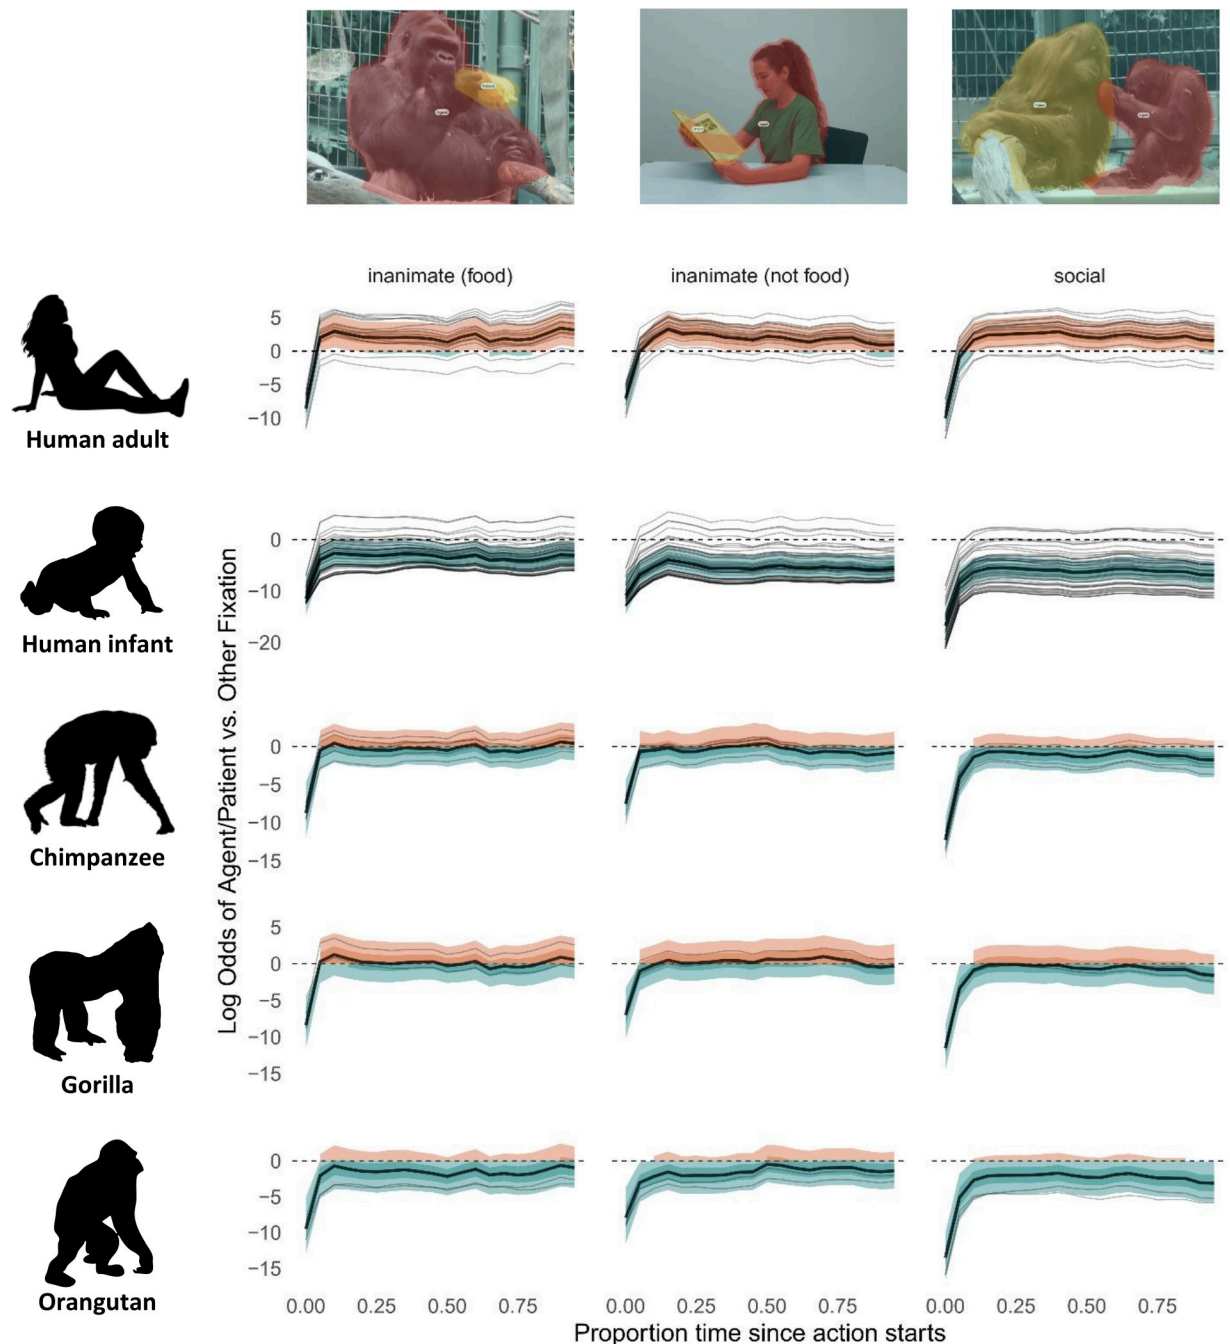 inanimate (food)
inanimate (not food)
social
Log Odds of Agent/Patient vs. Other Fixation
5
0
−5
−10
Human adult
0
−10
−20
Human infant
0
−5
−10
−15
Chimpanzee
5
0
−5
−10
−15
Gorilla
0
−5
−10
−15
Orangutan
0.00 0.25 0.50 0.75
0.00 0.25 0.50 0.75
0.00 0.25 0.50 0.75
Proportion time since action starts